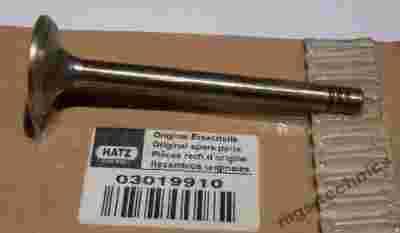 HATZ
Original Ersatzteile
Original spare parts
Pièces rech.d'origine
Recambios originales
03019910